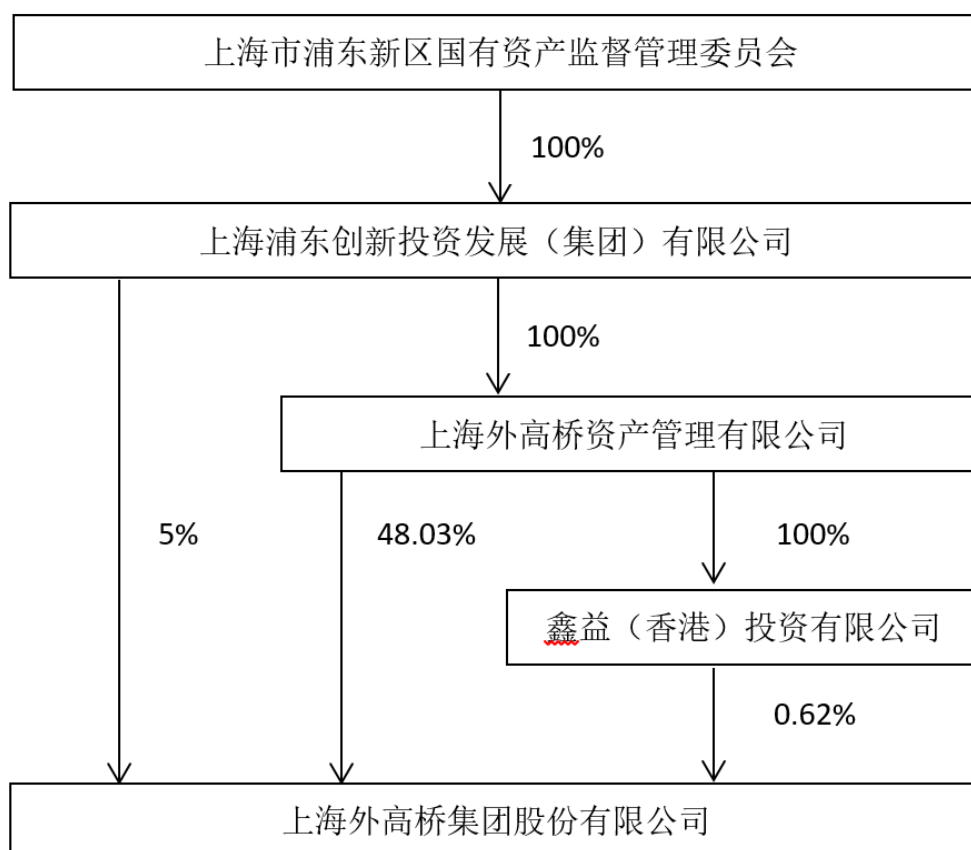 上海市浦东新区国有资产监督管理委员会
100%
上海浦东创新投资发展（集团）有限公司
100%
上海外高桥资产管理有限公司
5%
48.03%
100%
鑫益（香港）投资有限公司
0.62%
上海外高桥集团股份有限公司